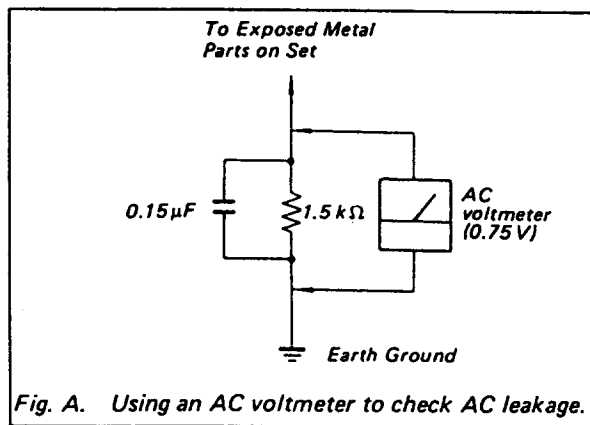 To Exposed Metal
Parts on Set
0.15μF
1.5 kΩ
AC
voltmeter
(0.75 V)
Earth Ground
Fig. A. Using an AC voltmeter to check AC leakage.